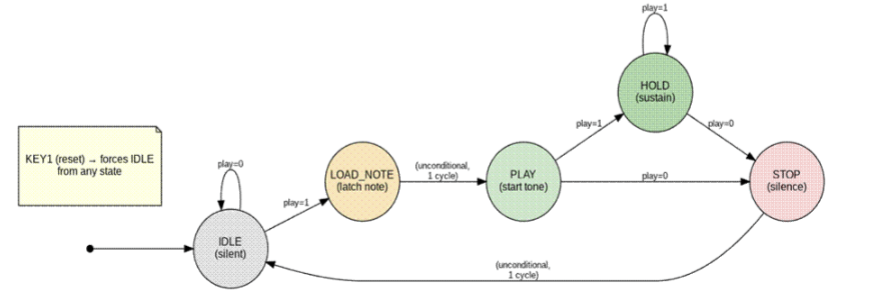 play=1
HOLD
(sustain)
play=1
play=0
KEY1 (reset) → forces IDLE
from any state
play=0
LOAD_NOTE
(latch note)
(unconditional,
1 cycle)
PLAY
(start tone)
play=0
STOP
(silence)
play=1
IDLE
(silent)
(unconditional,
1 cycle)